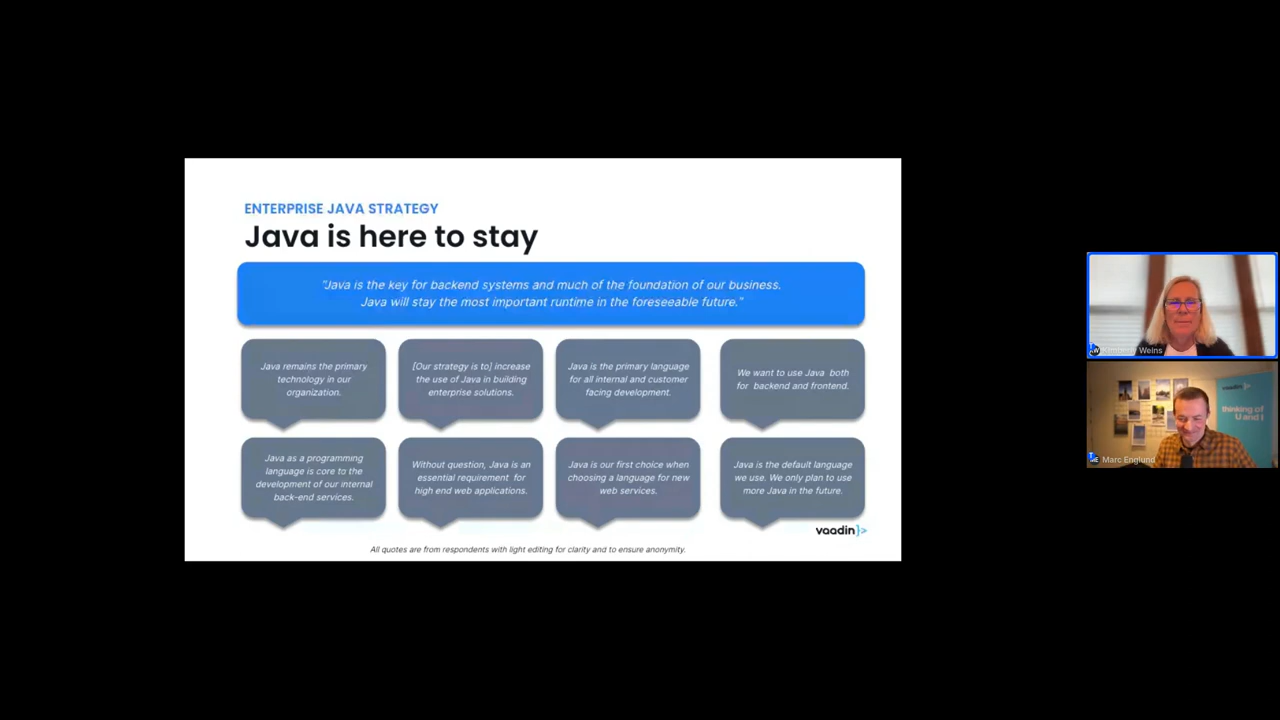 ENTERPRISE JAVA STRATEGY
Java is here to stay
"Java is the key for backend systems and much of the foundation of our business.
Java will stay the most important runtime in the foreseeable future."
Java remains the primary
technology in our
organization.
[Our strategy is to] increase
the use of Java in building
enterprise solutions.
Java is the primary language
for all internal and customer
facing development.
We want to use Java both
for backend and frontend.
Java as a programming
language is core to the
development of our internal
back-end services.
Without question, Java is an
essential requirement for
high end web applications.
Java is our first choice when
choosing a language for new
web services.
Java is the default language
we use. We only plan to use
more Java in the future.
vaadin}>
All quotes are from respondents with light editing for clarity and to ensure anonymity.
Weins
vaadin}>
thinking of
U and I
Marc Englund